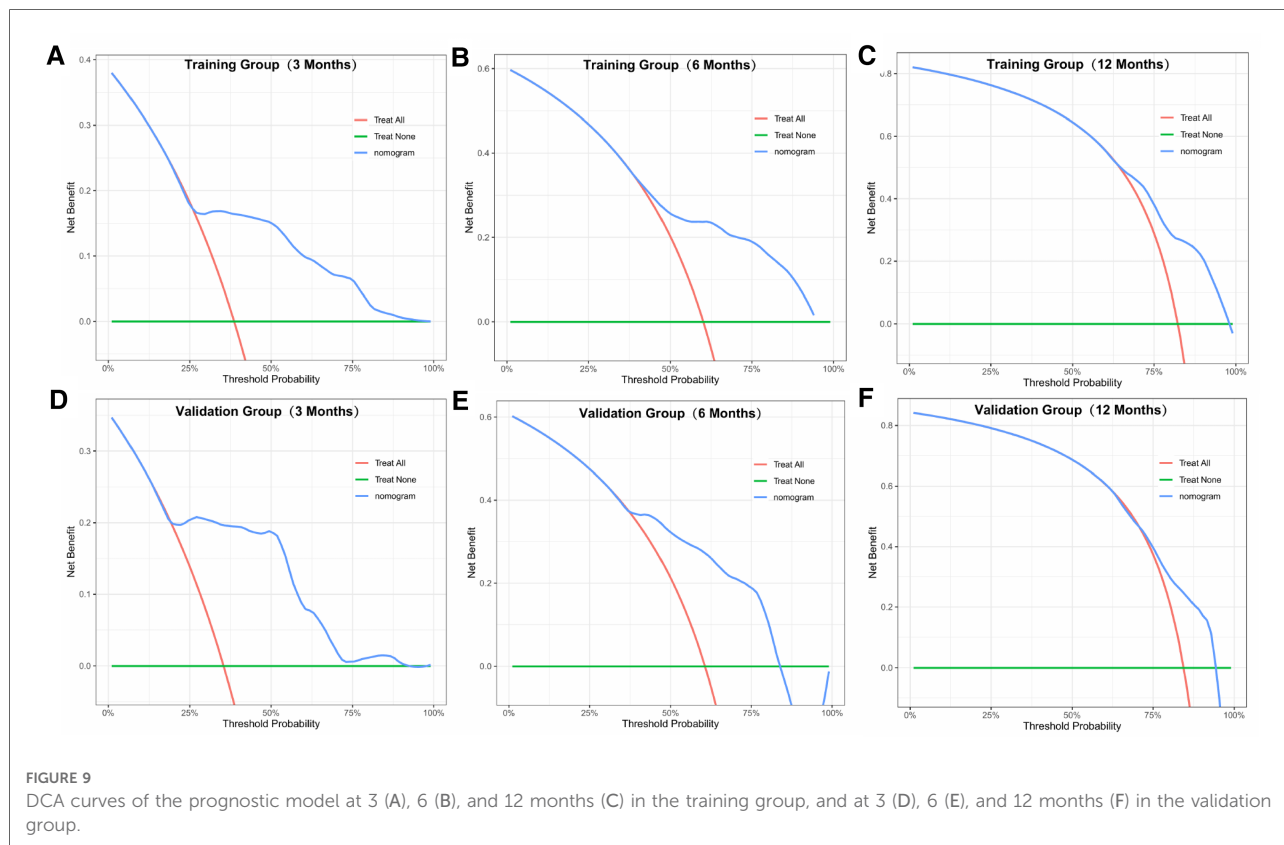 A
Training Group（3 Months）
0.4
0.3
0.2
0.1
0.0
Net Benefit
Treat All
Treat None
nomogram
0%
25%
50%
75%
100%
Threshold Probability
B
Training Group（6 Months）
0.6
0.4
0.2
0.0
Net Benefit
Treat All
Treat None
nomogram
0%
25%
50%
75%
100%
Threshold Probability
C
Training Group（12 Months）
0.8
0.6
0.4
0.2
0.0
Net Benefit
Treat All
Treat None
nomogram
0%
25%
50%
75%
100%
Threshold Probability
D
Validation Group（3 Months）
0.3
0.2
0.1
0.0
Net Benefit
Treat All
Treat None
nomogram
0%
25%
50%
75%
100%
Threshold Probability
E
Validation Group（6 Months）
0.6
0.4
0.2
0.0
Net Benefit
Treat All
Treat None
nomogram
0%
25%
50%
75%
100%
Threshold Probability
F
Validation Group（12 Months）
0.8
0.6
0.4
0.2
0.0
Net Benefit
Treat All
Treat None
nomogram
0%
25%
50%
75%
100%
Threshold Probability
FIGURE 9
DCA curves of the prognostic model at 3 (A), 6 (B), and 12 months (C) in the training group, and at 3 (D), 6 (E), and 12 months (F) in the validation
group.